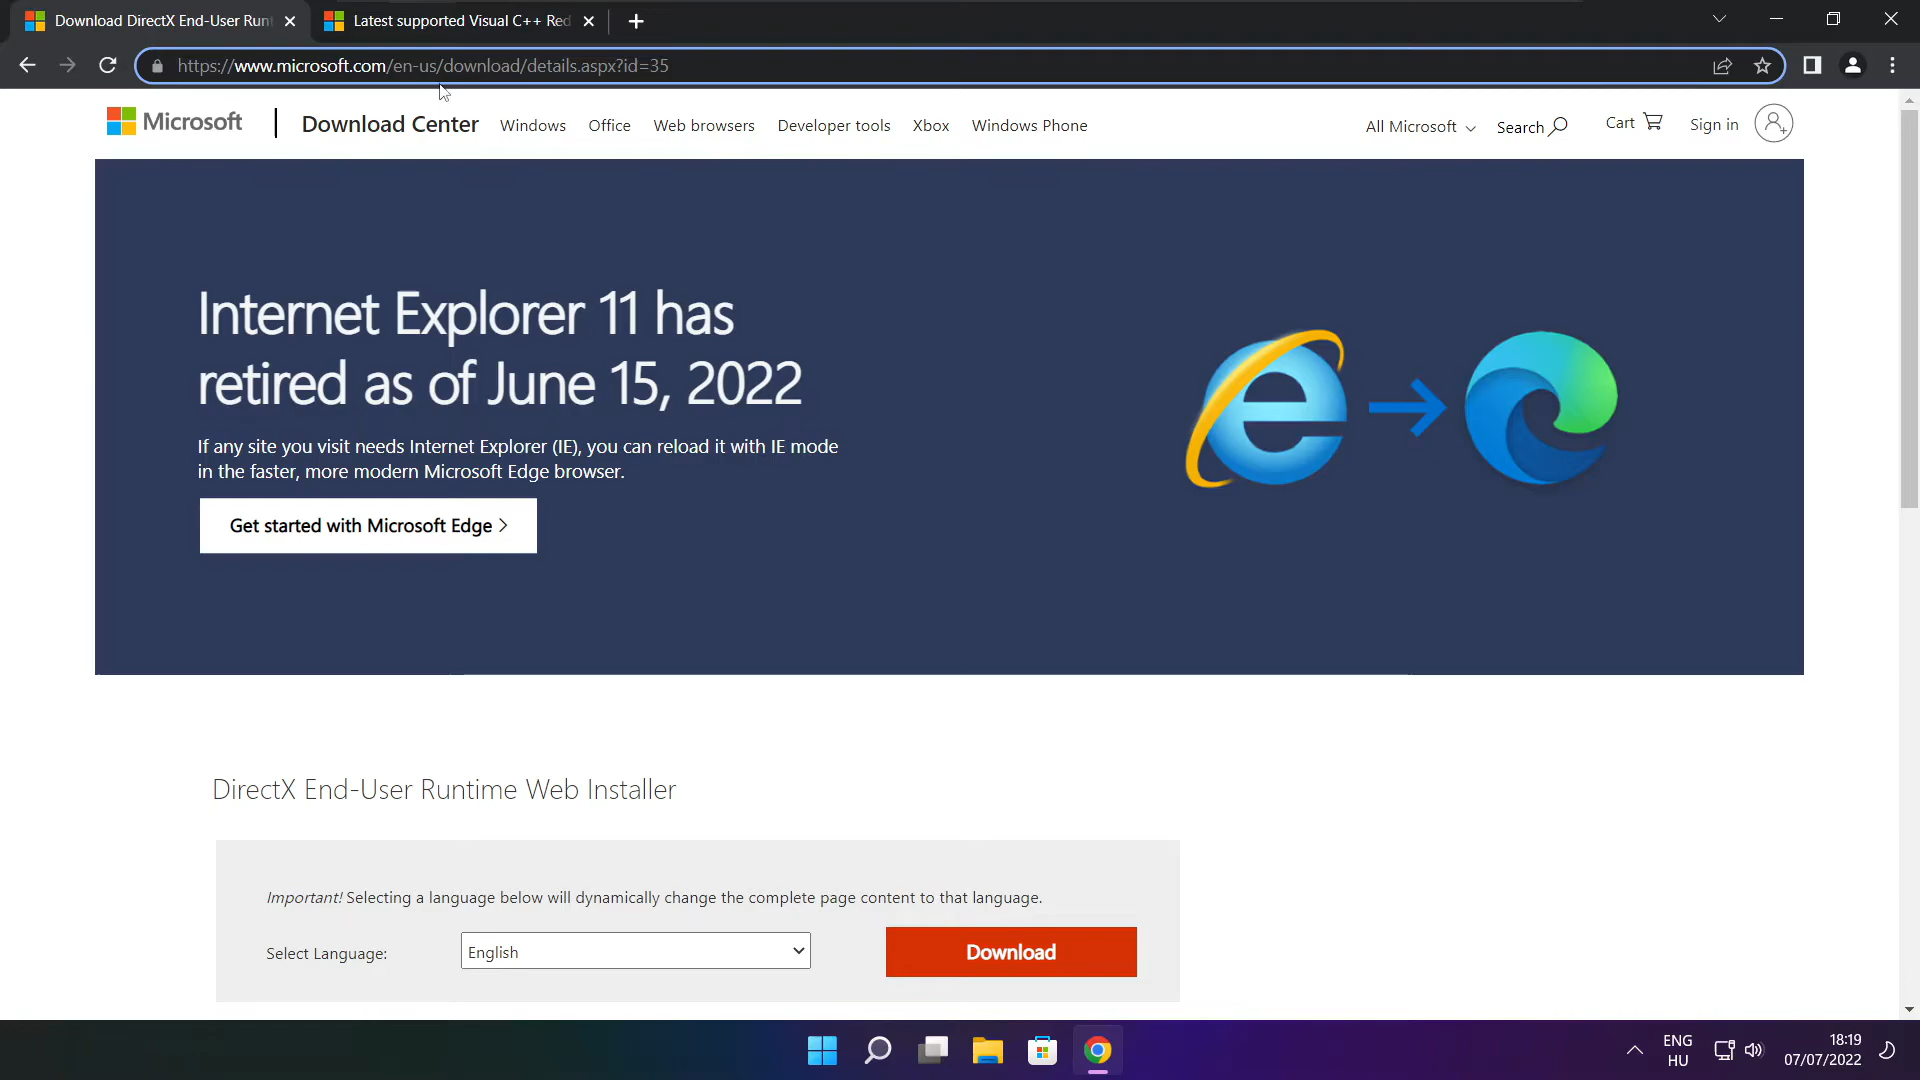 Download DirectX End-User Runt
Latest supported Visual C++ Red
https://www.microsoft.com/en-us/download/details.aspx?id=35
Microsoft
Download Center
Windows
Office
Web browsers
Developer tools
Xbox
Windows Phone
All Microsoft
Search
Cart
Sign in
Internet Explorer 11 has
retired as of June 15, 2022
If any site you visit needs Internet Explorer (IE), you can reload it with IE mode
in the faster, more modern Microsoft Edge browser.
Get started with Microsoft Edge >
DirectX End-User Runtime Web Installer
Important! Selecting a language below will dynamically change the complete page content to that language.
Select Language:
English
Download
ENG
HU
18:19
07/07/2022